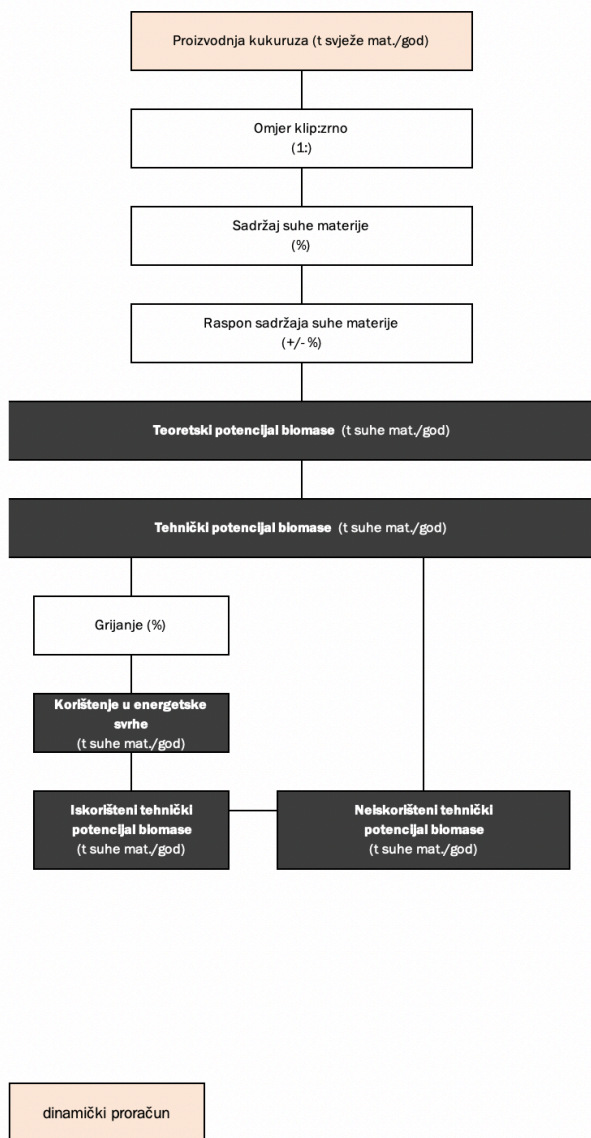 Proizvodnja kukuruza (t svježe mat./god)
Omjer klip:zrno
(1:)
Sadržaj suhe materije
(%)
Raspon sadržaja suhe materije
(+/- %)
Teoretski potencijal biomase (t suhe mat./god)
Tehnički potencijal biomase (t suhe mat./god)
Grijanje (%)
Korištenje u energetske
svrhe
(t suhe mat./god)
Iskorišteni tehnički
potencijal biomase
(t suhe mat./god)
Neiskorišteni tehnički
potencijal biomase
(t suhe mat./god)
dinamički proračun